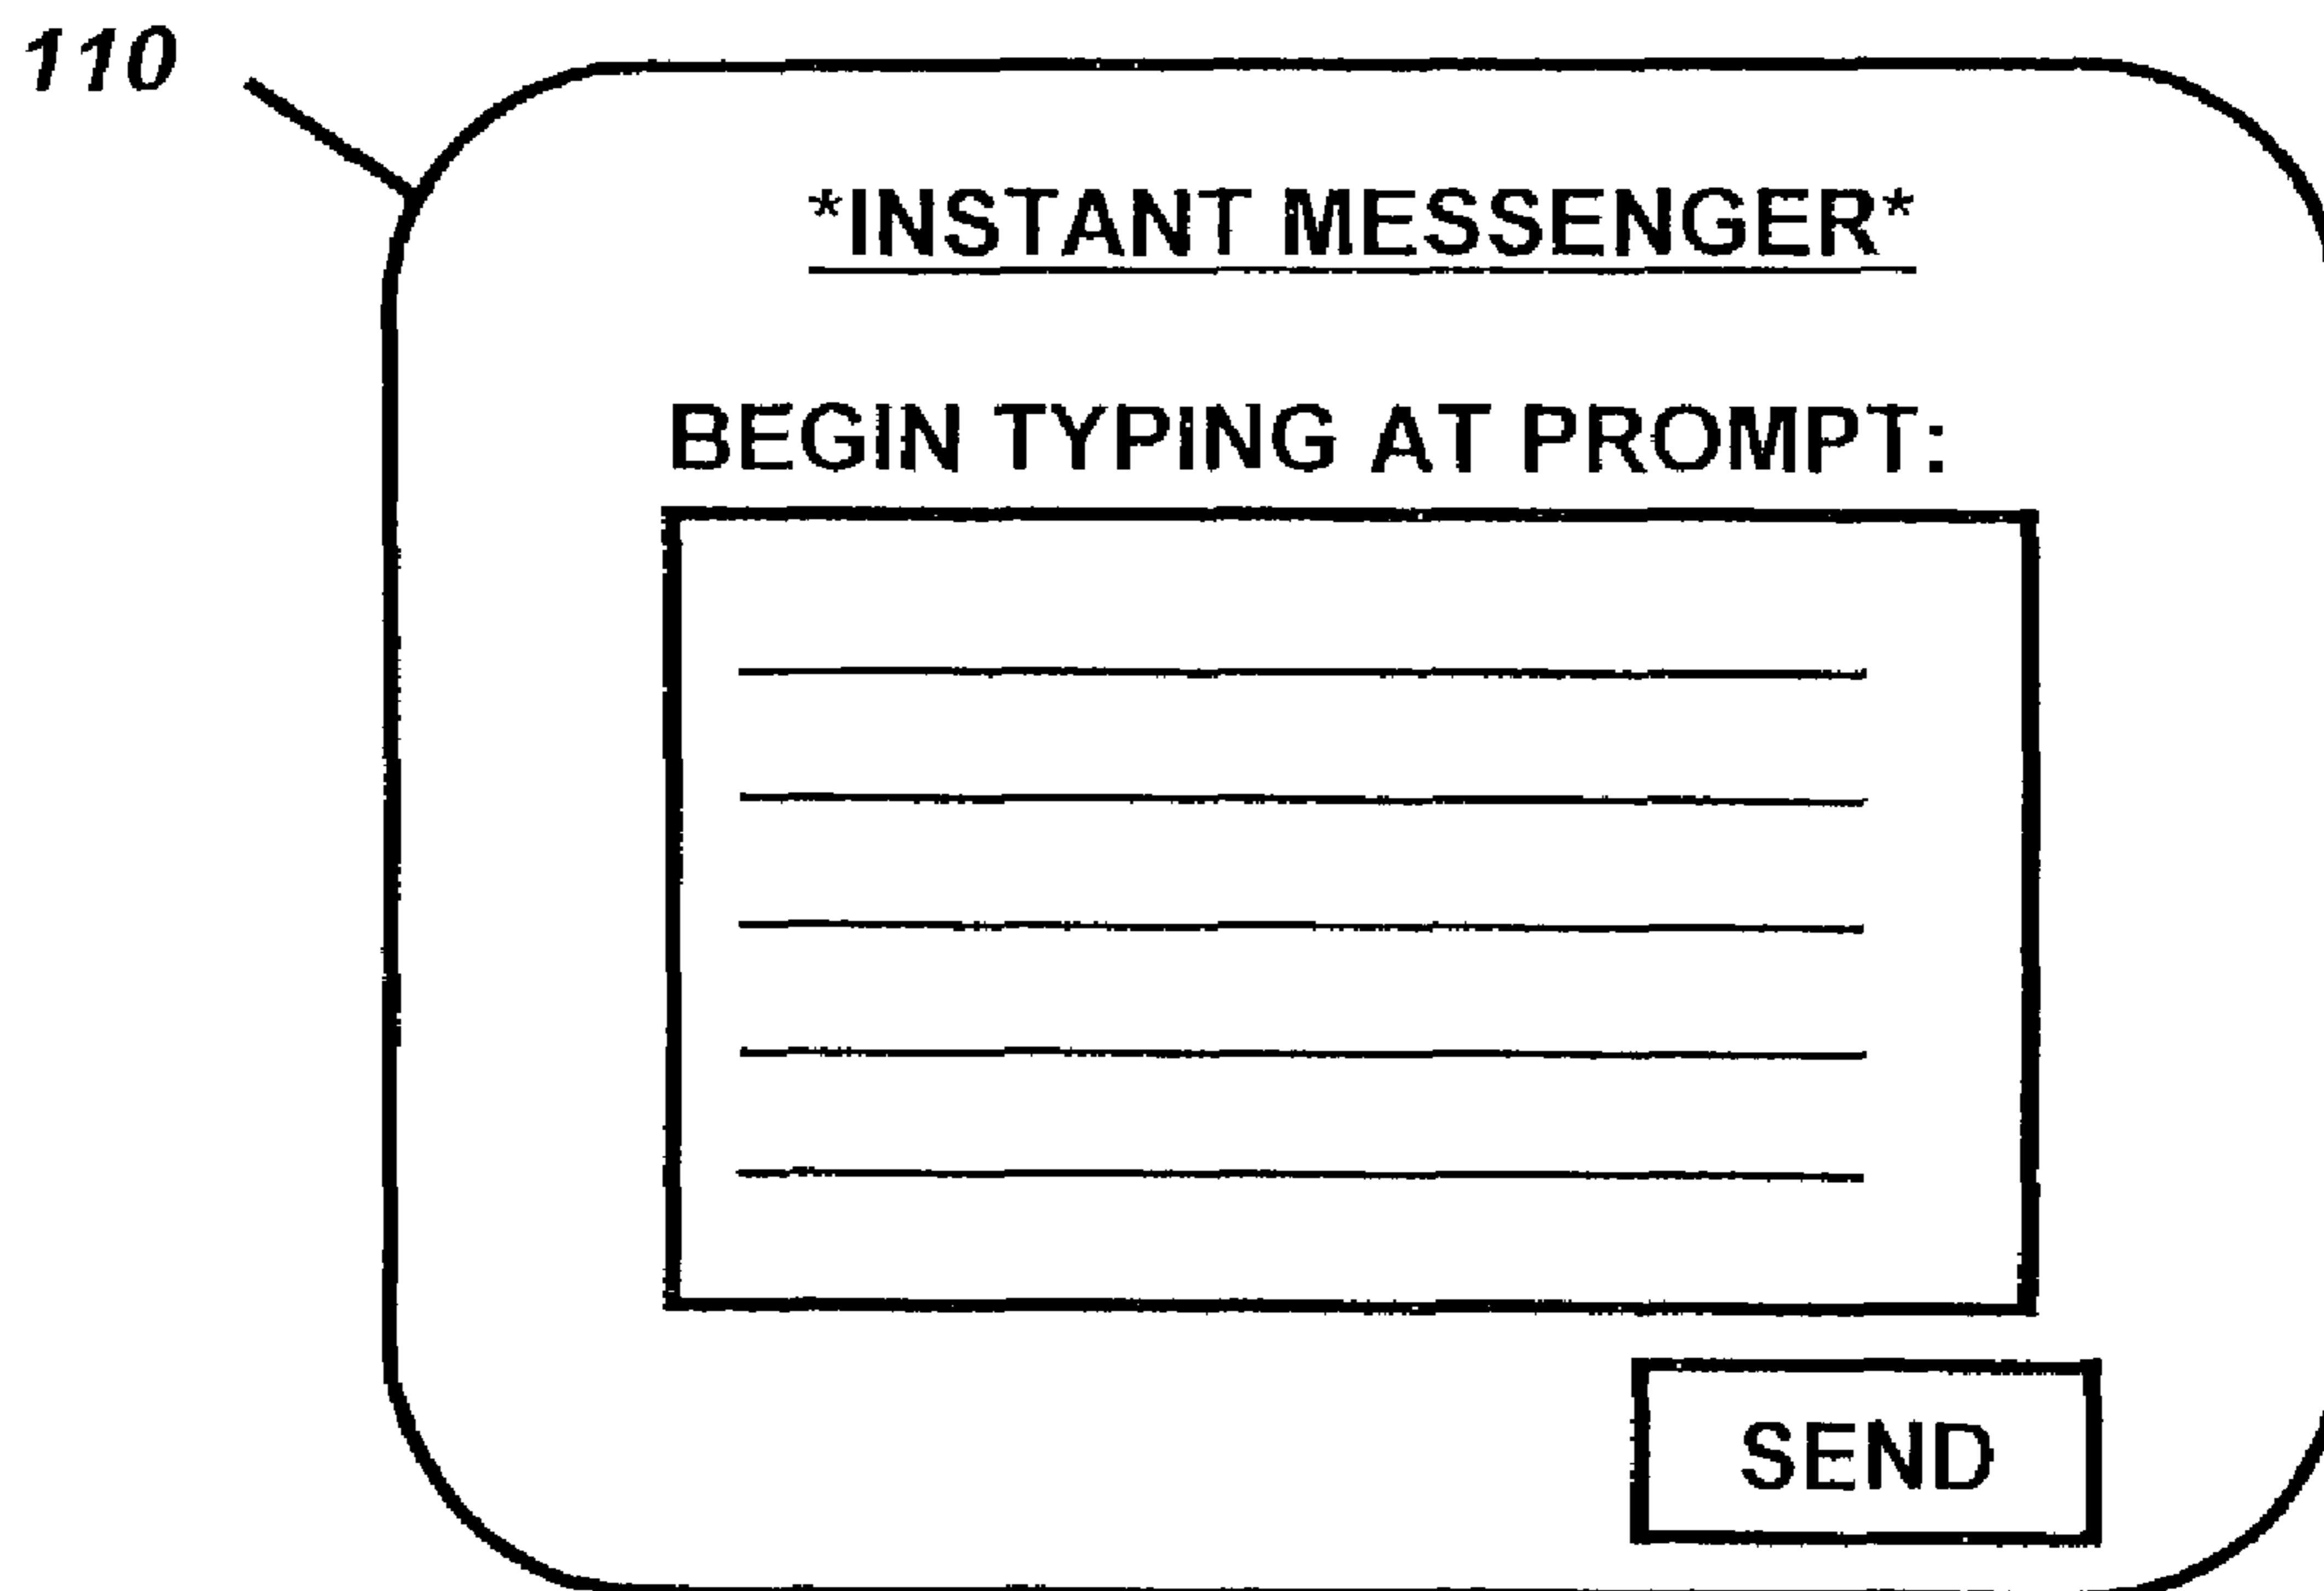 110
*INSTANT MESSENGER*
BEGIN TYPING AT PROMPT:
SEND